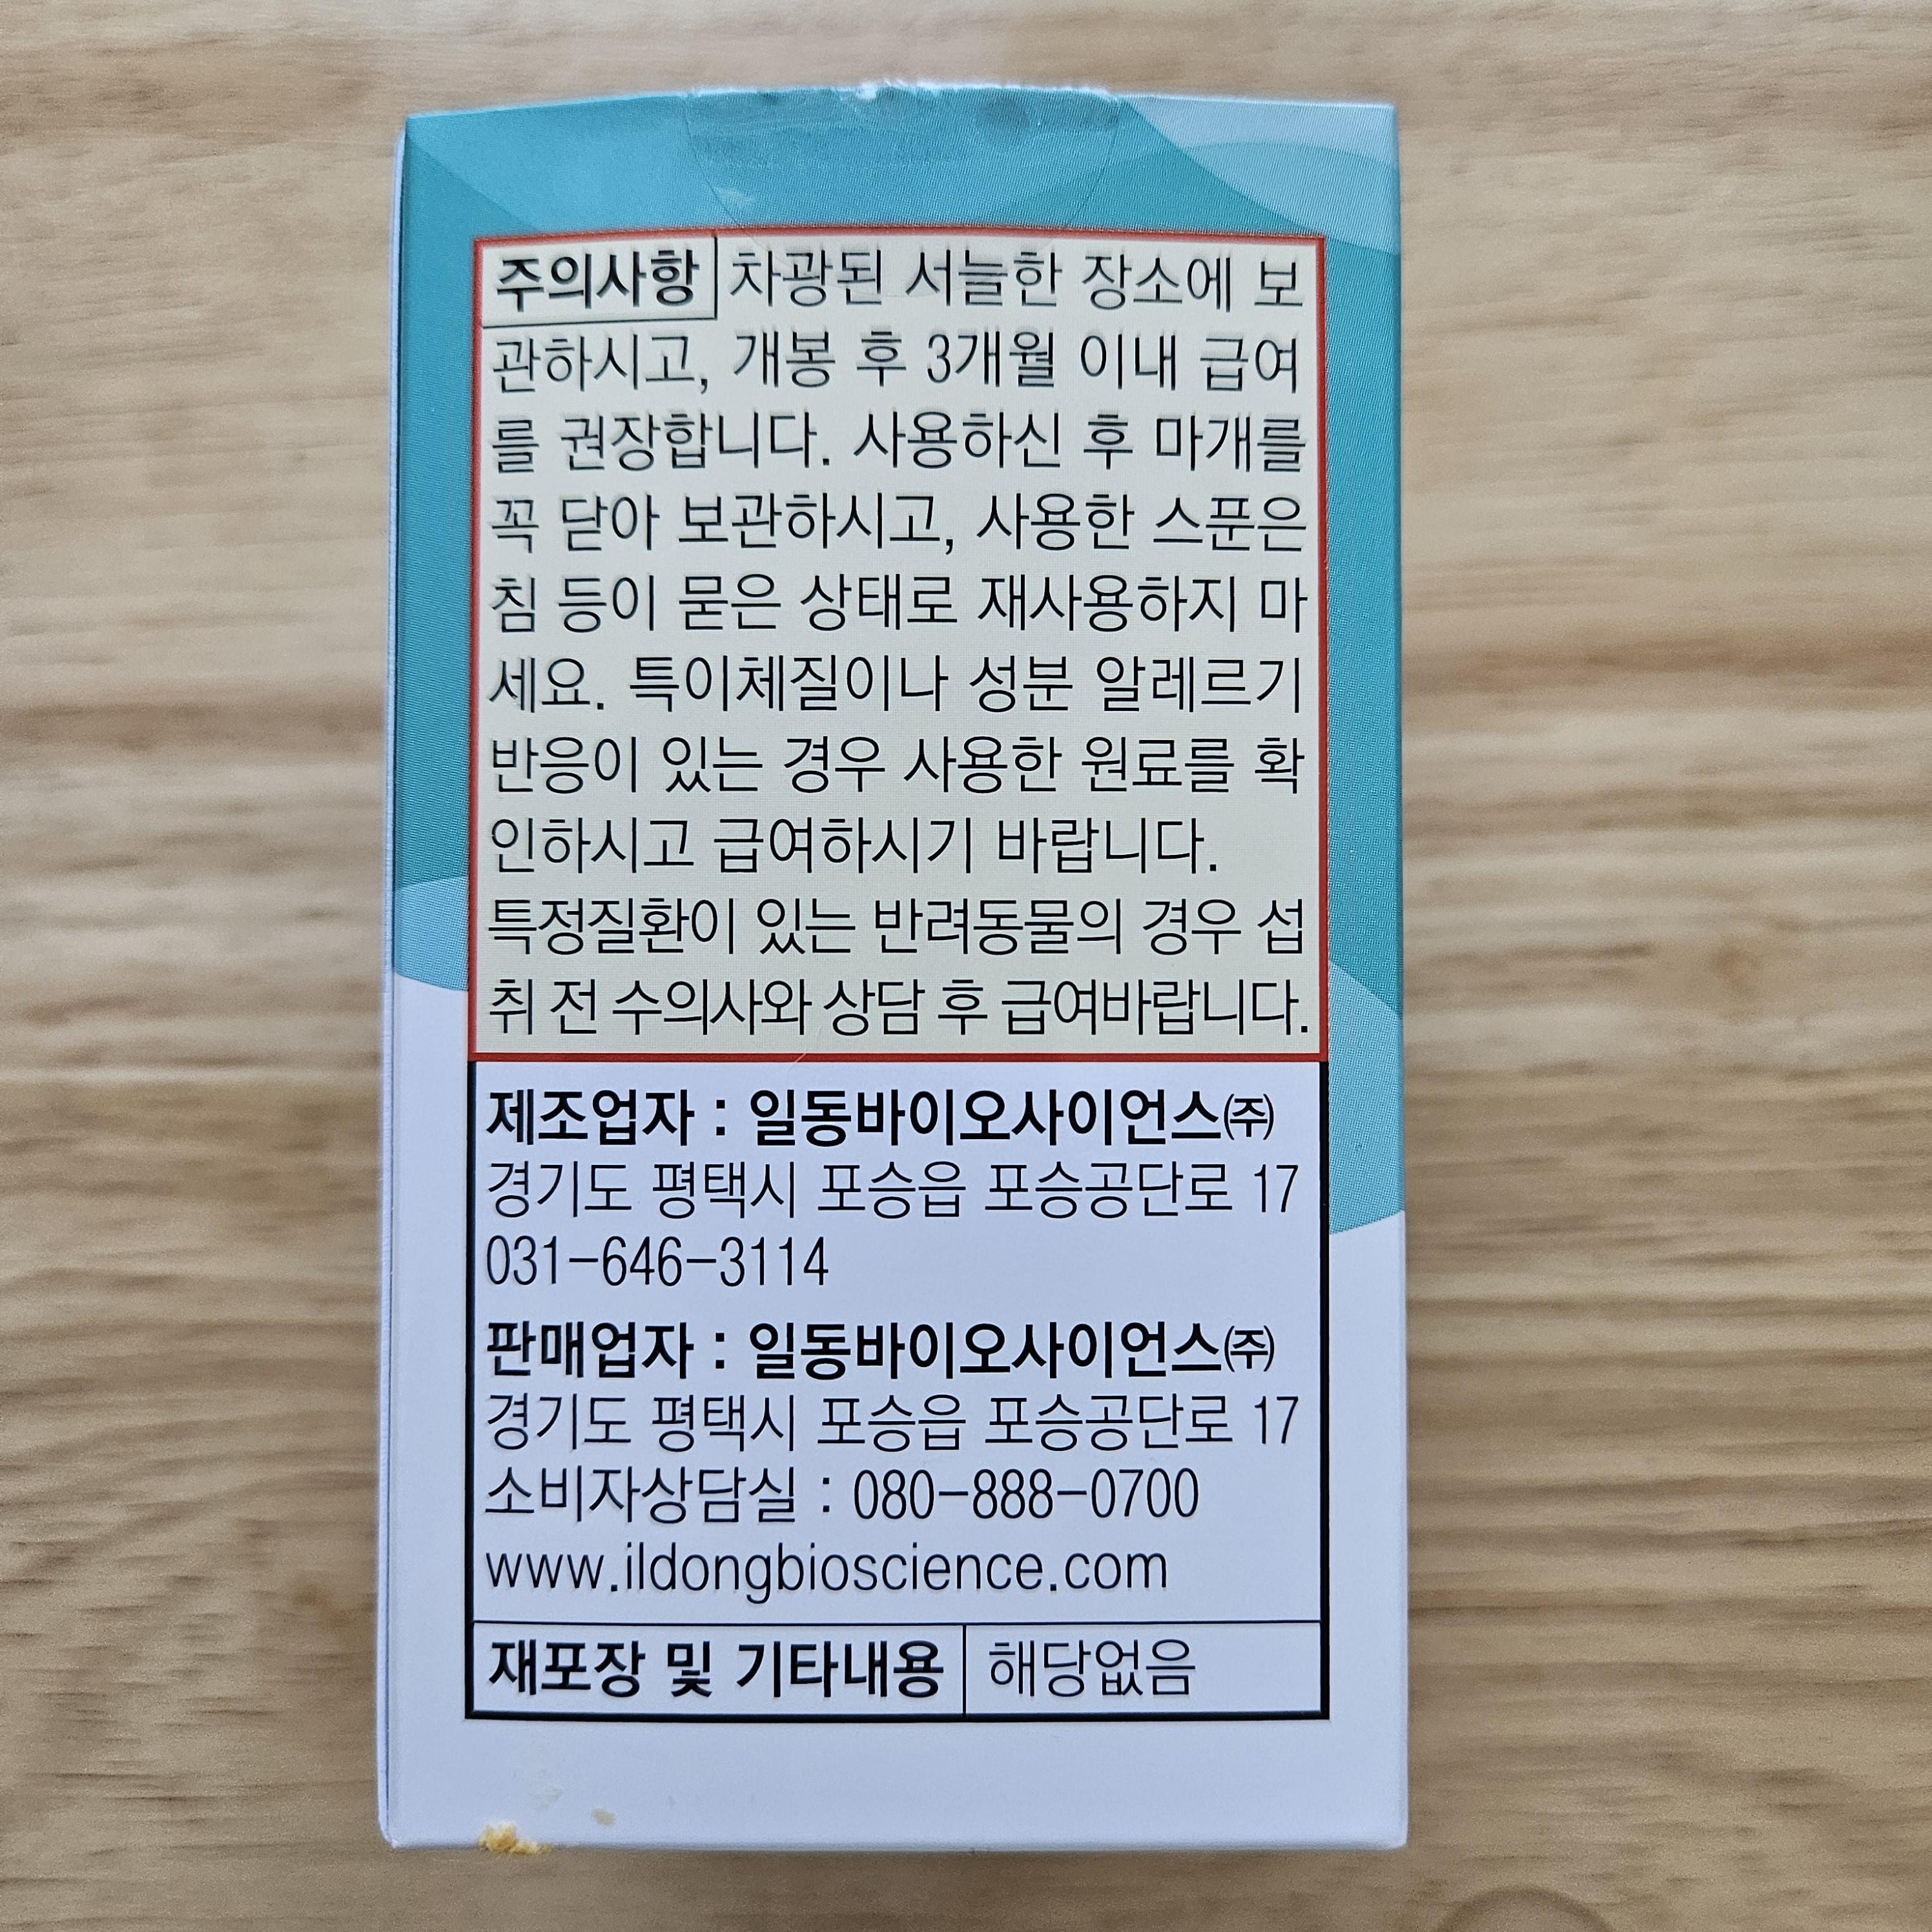 주의사항 차광된 서늘한 장소에 보
관하시고, 개봉 후 3개월 이내 급여
를 권장합니다. 사용하신 후 마개를
꼭 닫아 보관하시고, 사용한 스푼은
침 등이 묻은 상태로 재사용하지 마
세요. 특이체질이나 성분 알레르기
반응이 있는 경우 사용한 원료를 확
인하시고 급여하시기 바랍니다.
특정질환이 있는 반려동물의 경우 섭
취 전 수의사와 상담 후 급여바랍니다.
제조업자 : 일동바이오사이언스㈜
경기도 평택시 포승읍 포승공단로 17
031-646-3114
판매업자 : 일동바이오사이언스㈜
경기도 평택시 포승읍 포승공단로 17
소비자상담실 : 080-888-0700
www.ildongbioscience.com
재포장 및 기타내용 해당없음